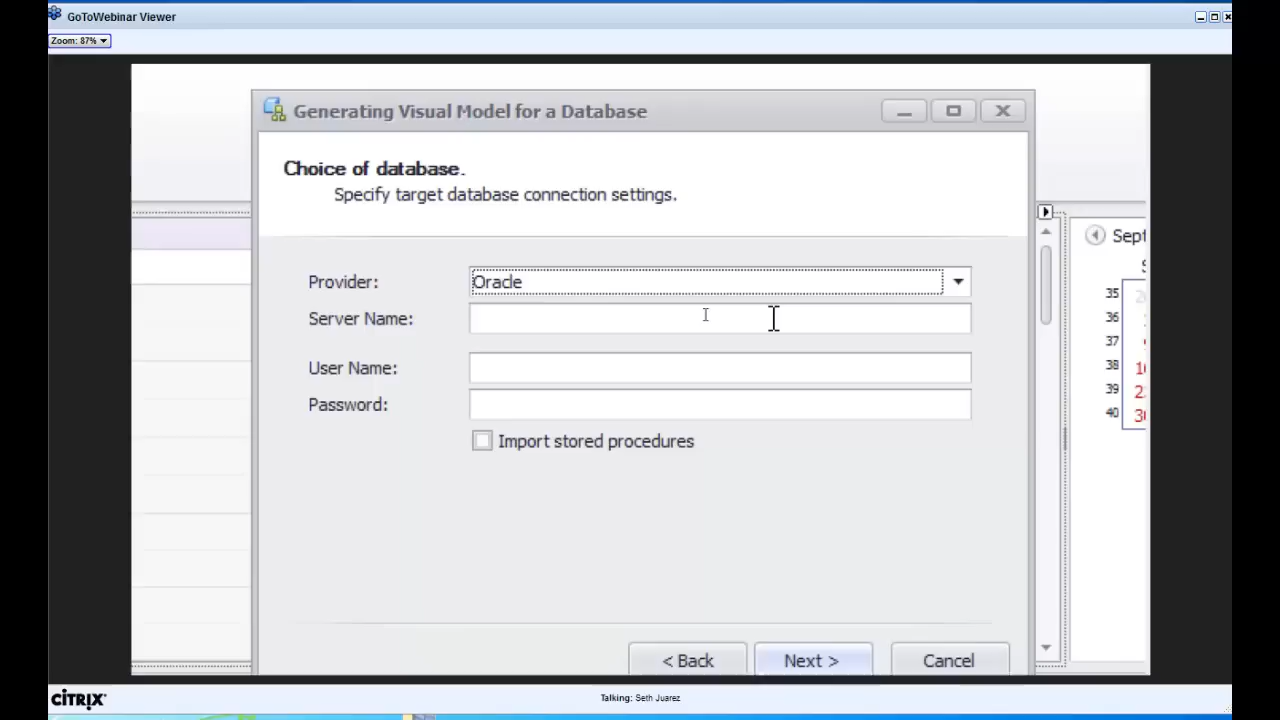 GoToWebinar Viewer
Zoom: 87%
Generating Visual Model for a Database
Choice of database.
Specify target database connection settings.
Provider:
Oracle
Server Name:
User Name:
Password:
Import stored procedures
< Back
Next >
Cancel
Sept
35
36
37
38
39
40
CITRIX
Talking: Seth Juarez